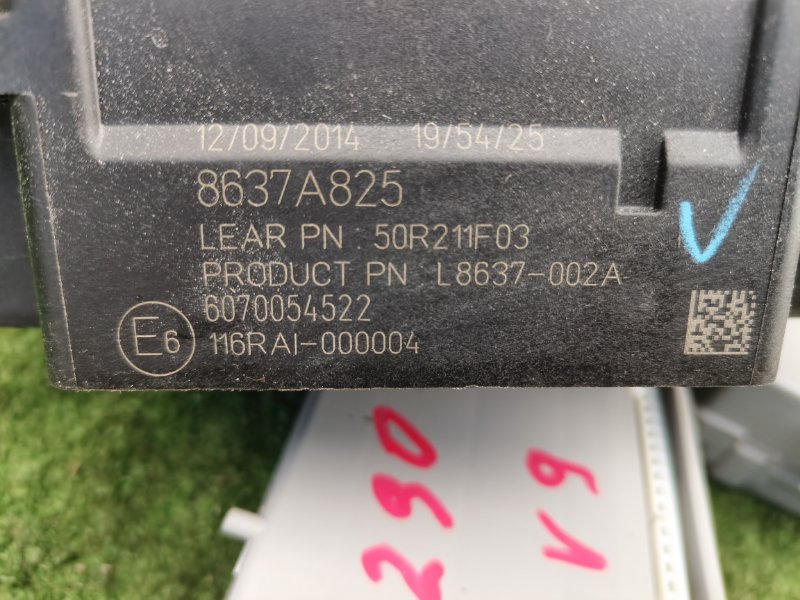 12/09/2014 19/54/25
8637A825
LEAR PN : 50R211F03
PRODUCT PN L8637-002A
6070054522
E6 116RAI-000004
290
V9